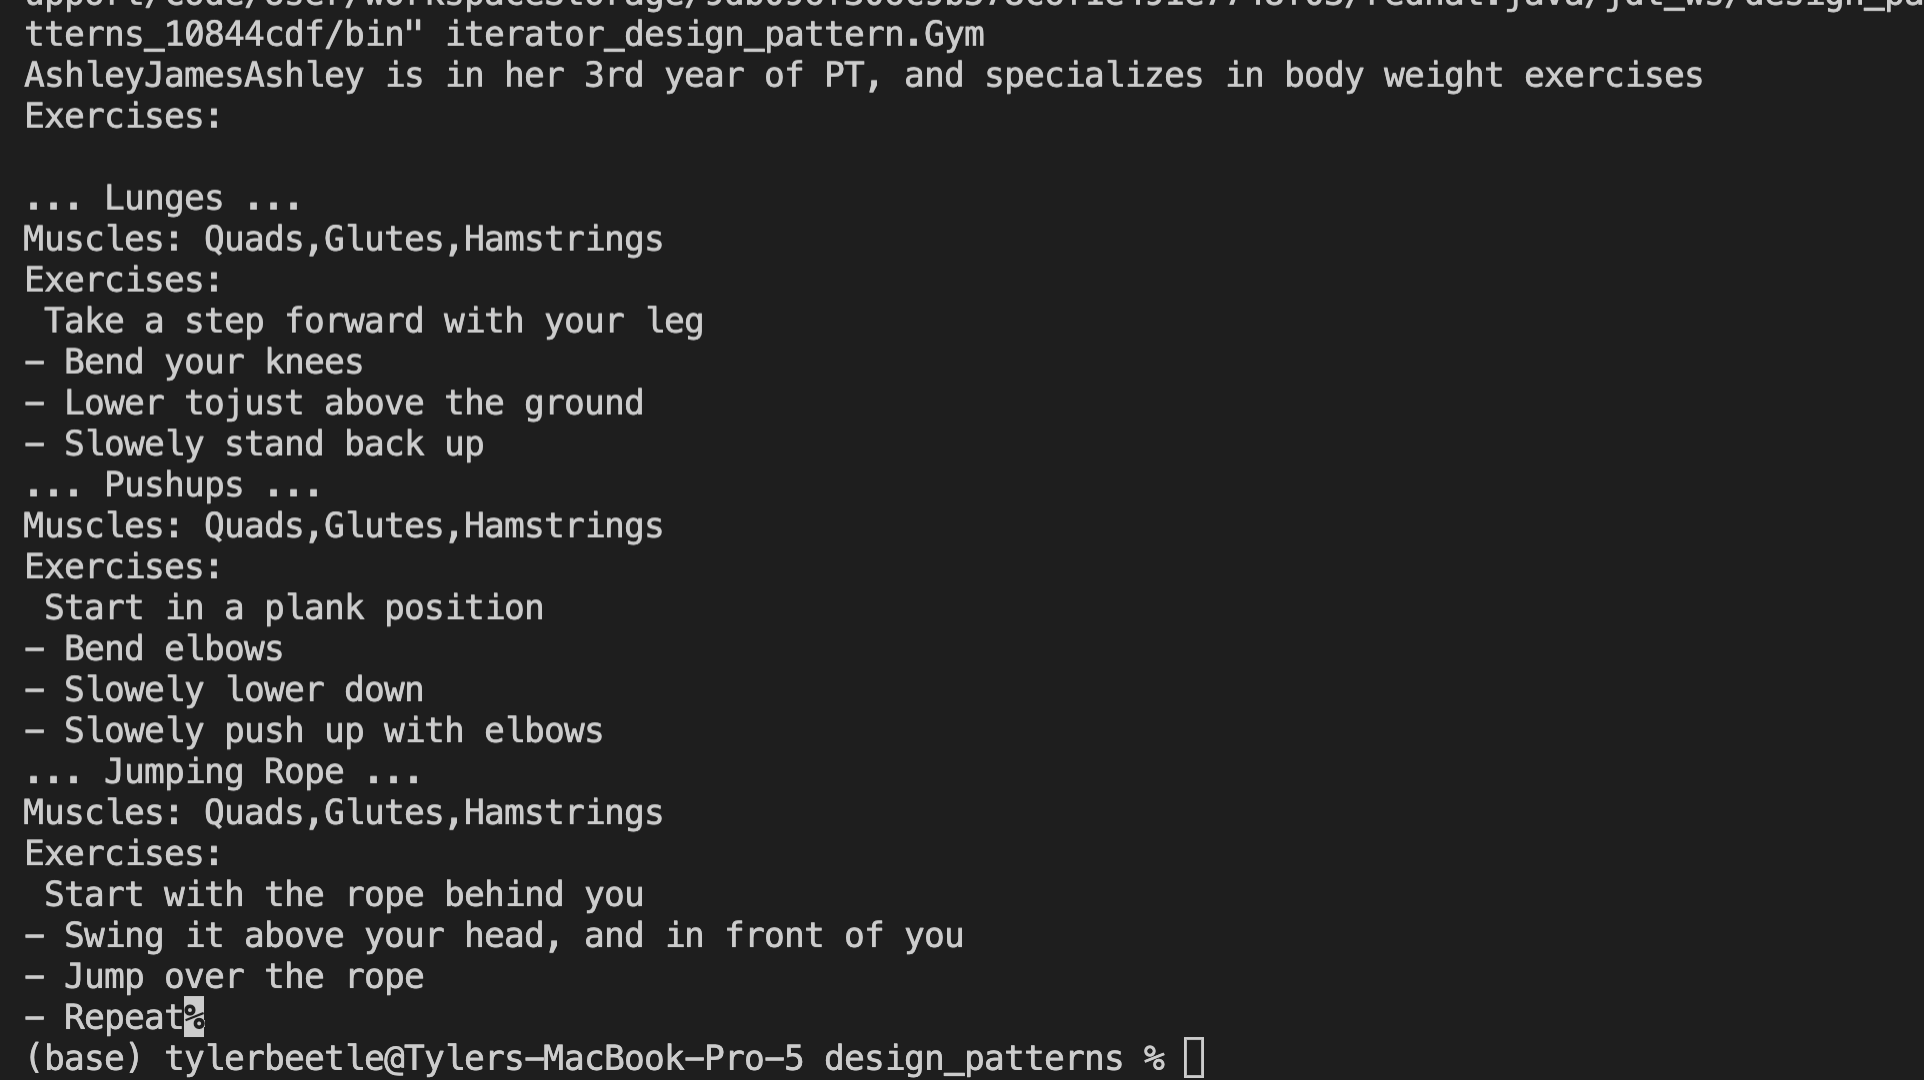 tterns_10844cdf/bin" iterator_design_pattern.Gym
AshleyJamesAshley is in her 3rd year of PT, and specializes in body weight exercises
Exercises:
... Lunges ...
Muscles: Quads,Glutes,Hamstrings
Exercises:
 Take a step forward with your leg
- Bend your knees
- Lower tojust above the ground
- Slowely stand back up
... Pushups ...
Muscles: Quads,Glutes,Hamstrings
Exercises:
 Start in a plank position
- Bend elbows
- Slowely lower down
- Slowely push up with elbows
... Jumping Rope ...
Muscles: Quads,Glutes,Hamstrings
Exercises:
 Start with the rope behind you
- Swing it above your head, and in front of you
- Jump over the rope
- Repeat%
(base) tylerbeetle@Tylers-MacBook-Pro-5 design_patterns %